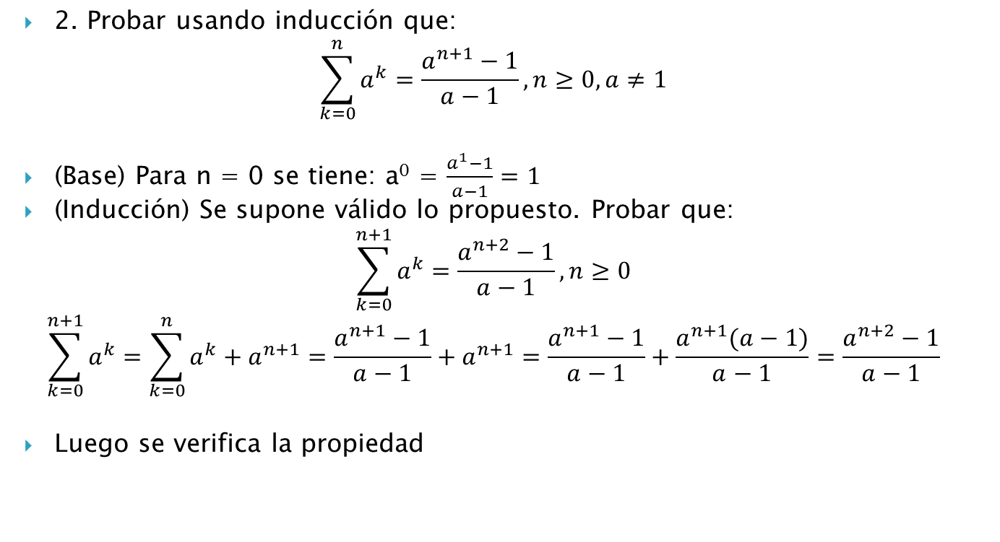 2. Probar usando inducción que:
\sum_{k=0}^{n} a^k = \frac{a^{n+1} - 1}{a - 1}, n ≥ 0, a ≠ 1
(Base) Para n = 0 se tiene: a^0 = \frac{a^1 - 1}{a - 1} = 1
(Inducción) Se supone válido lo propuesto. Probar que:
\sum_{k=0}^{n+1} a^k = \frac{a^{n+2} - 1}{a - 1}, n ≥ 0
\sum_{k=0}^{n+1} a^k = \sum_{k=0}^{n} a^k + a^{n+1} = \frac{a^{n+1} - 1}{a - 1} + a^{n+1} = \frac{a^{n+1} - 1}{a - 1} + \frac{a^{n+1}(a - 1)}{a - 1} = \frac{a^{n+2} - 1}{a - 1}
Luego se verifica la propiedad